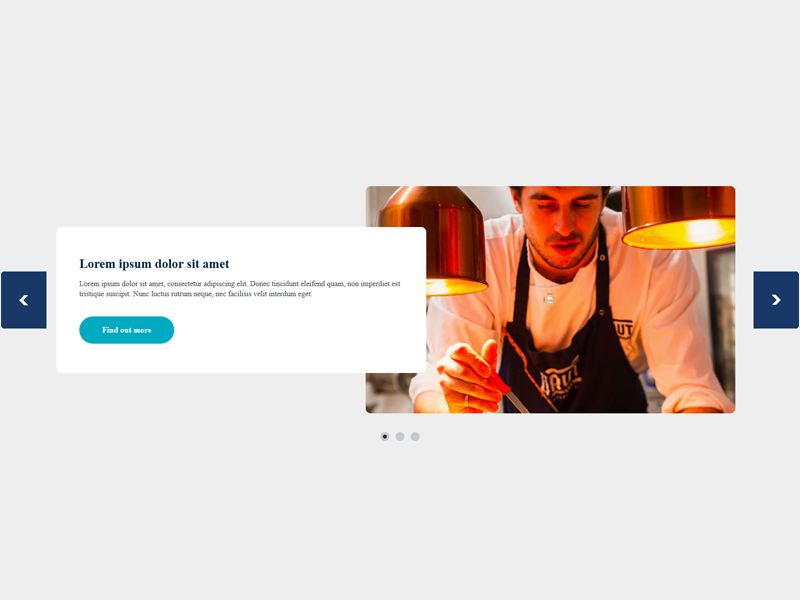 Lorem ipsum dolor sit amet
Lorem ipsum dolor sit amet, consectetur adipiscing elit. Donec tincidunt eleifend quam, non imperdiet est
tristique suscipit. Nunc luctus rutrum neque, nec facilisis velit interdum eget.
Find out more